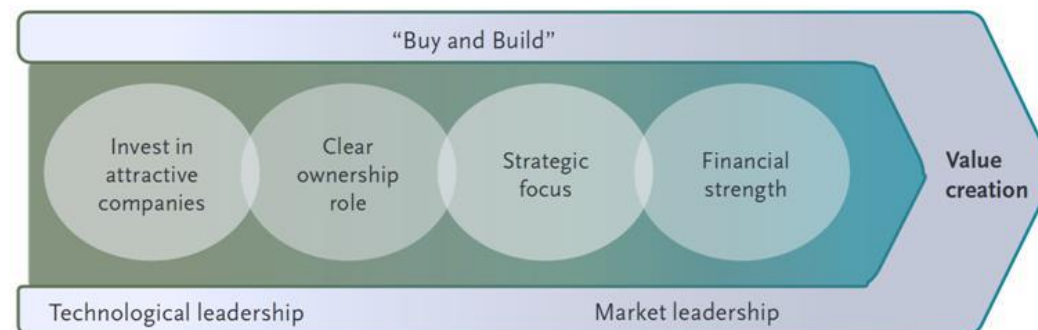 “Buy and Build”
Invest in
attractive
companies
Clear
ownership
role
Strategic
focus
Financial
strength
Value
creation
Technological leadership
Market leadership